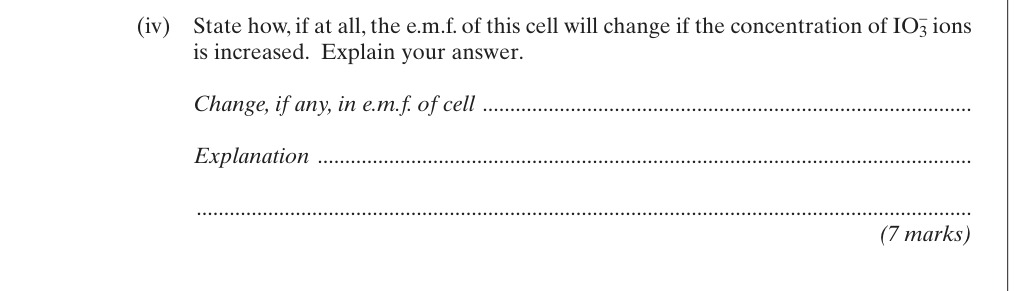 (iv) State how, if at all, the e.m.f. of this cell will change if the concentration of IO₃⁻ ions
is increased. Explain your answer.
Change, if any, in e.m.f. of cell ..........................................................................................
Explanation ........................................................................................................................
...............................................................................................................................................
(7 marks)